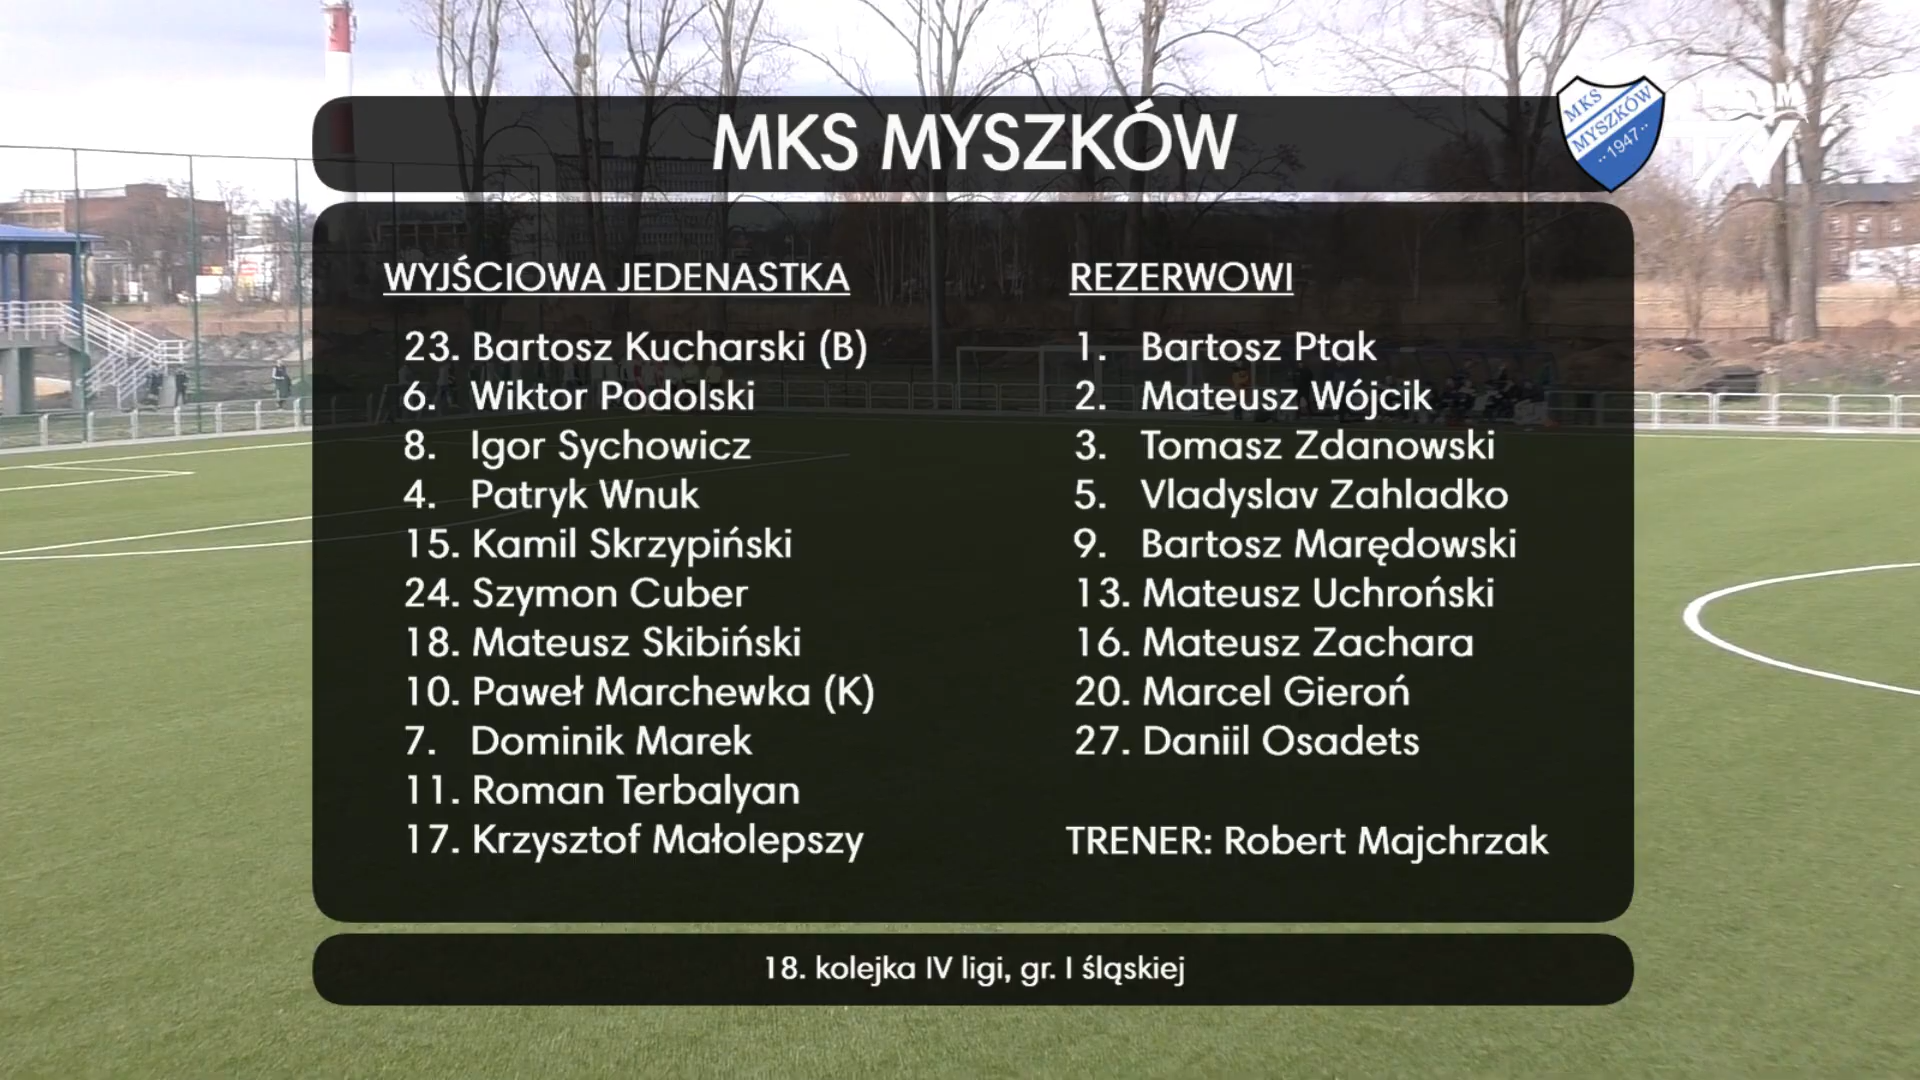 MKS MYSZKÓW
MKS
MYSZKÓW
··1947··
WYJŚCIOWA JEDENASTKA
23. Bartosz Kucharski (B)
6. Wiktor Podolski
8. Igor Sychowicz
4. Patryk Wnuk
15. Kamil Skrzypiński
24. Szymon Cuber
18. Mateusz Skibiński
10. Paweł Marchewka (K)
7. Dominik Marek
11. Roman Terbalyan
17. Krzysztof Małolepszy
REZERWOWI
1. Bartosz Ptak
2. Mateusz Wójcik
3. Tomasz Zdanowski
5. Vladyslav Zahladko
9. Bartosz Marędowski
13. Mateusz Uchroński
16. Mateusz Zachara
20. Marcel Gieroń
27. Daniil Osadets
TRENER: Robert Majchrzak
18. kolejka IV ligi, gr. I śląskiej